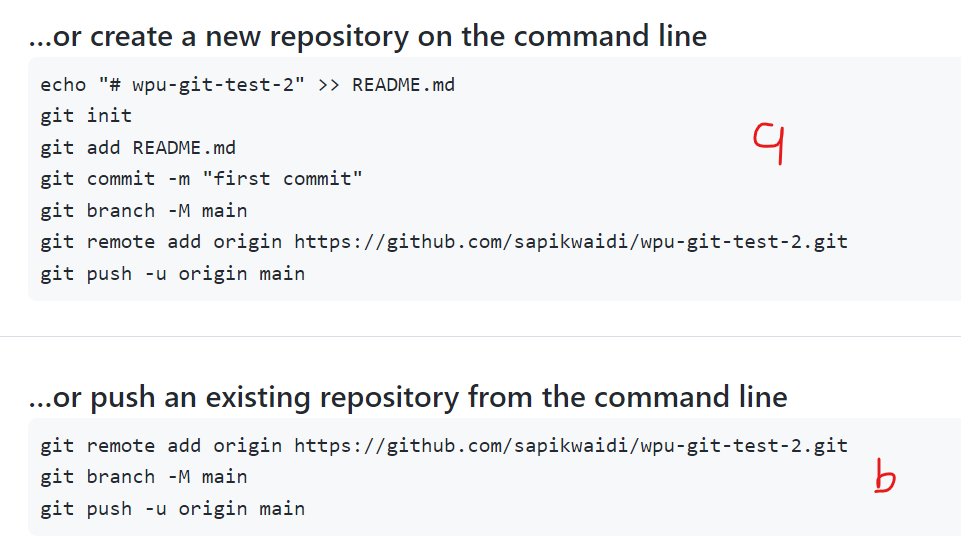 ...or create a new repository on the command line
echo "# wpu-git-test-2" >> README.md
git init
git add README.md
git commit -m "first commit"
git branch -M main
git remote add origin https://github.com/sapikwaidi/wpu-git-test-2.git
git push -u origin main
a
...or push an existing repository from the command line
git remote add origin https://github.com/sapikwaidi/wpu-git-test-2.git
git branch -M main
git push -u origin main
b